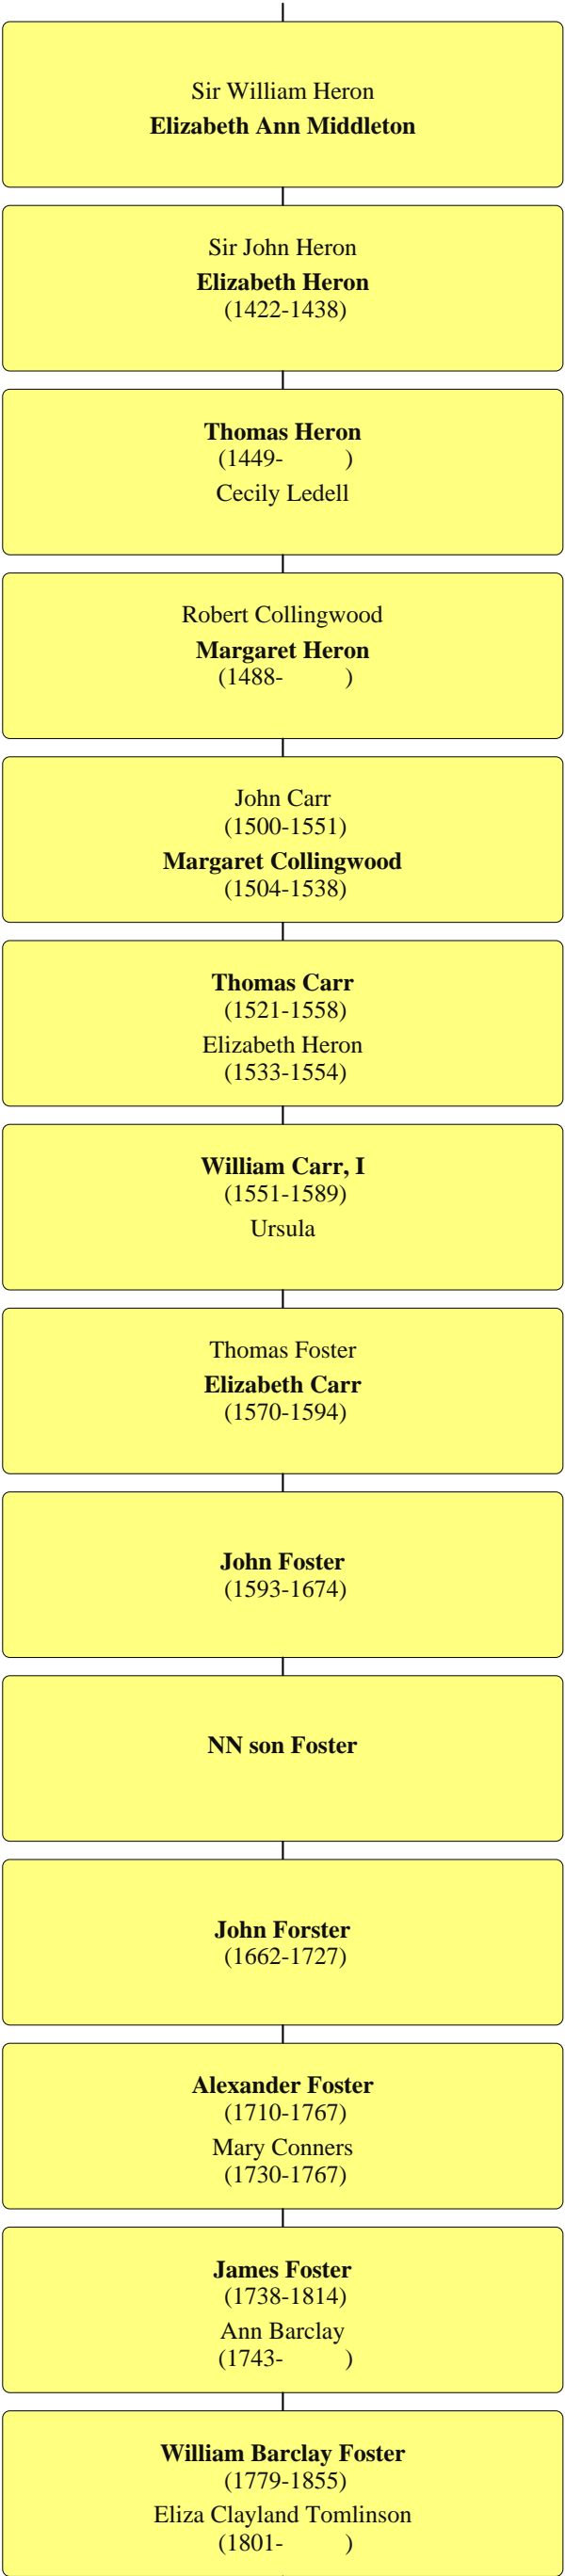 Sir William Heron
Elizabeth Ann Middleton
Sir John Heron
Elizabeth Heron
(1422-1438)
Thomas Heron
(1449- )
Cecily Ledell
Robert Collingwood
Margaret Heron
(1488- )
John Carr
(1500-1551)
Margaret Collingwood
(1504-1538)
Thomas Carr
(1521-1558)
Elizabeth Heron
(1533-1554)
William Carr, I
(1551-1589)
Ursula
Thomas Foster
Elizabeth Carr
(1570-1594)
John Foster
(1593-1674)
NN son Foster
John Forster
(1662-1727)
Alexander Foster
(1710-1767)
Mary Conners
(1730-1767)
James Foster
(1738-1814)
Ann Barclay
(1743- )
William Barclay Foster
(1779-1855)
Eliza Clayland Tomlinson
(1801- )